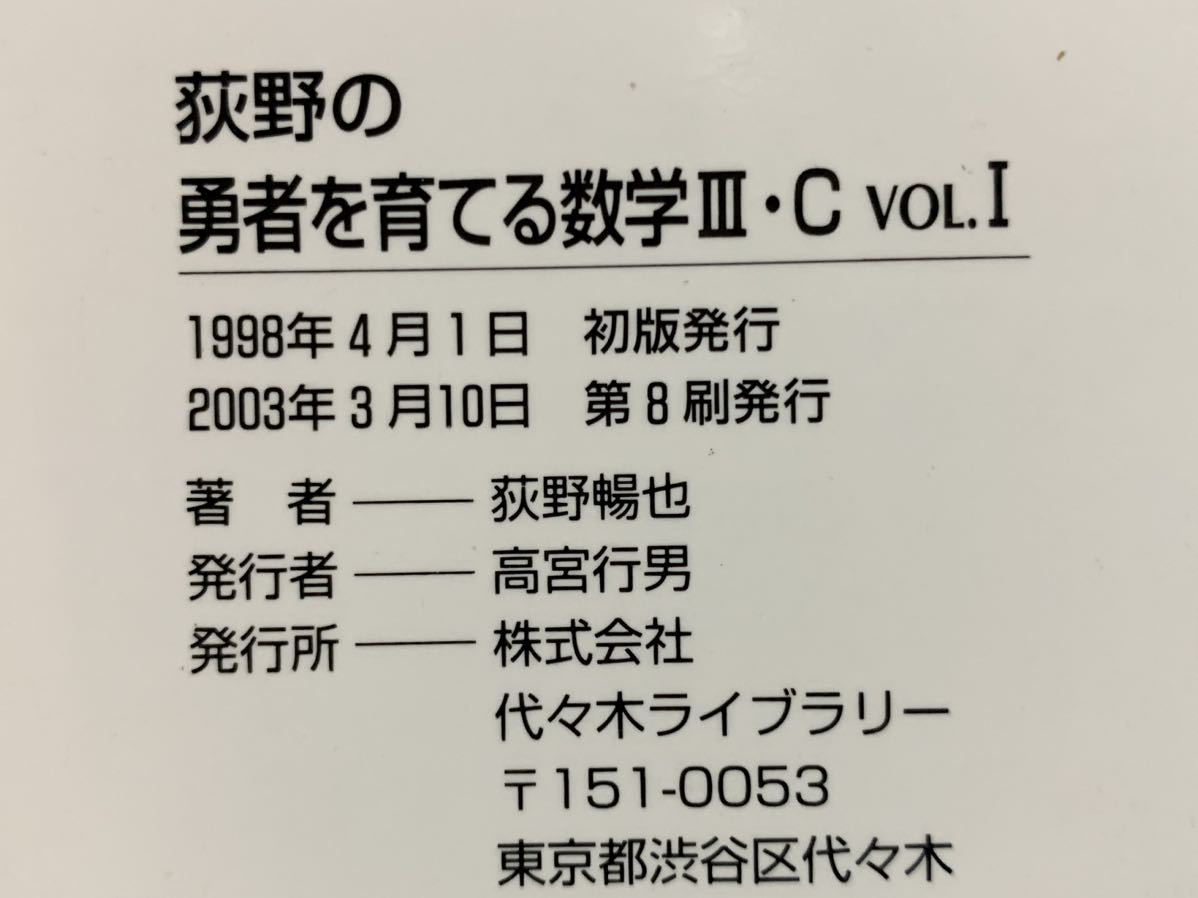 荻野の
勇者を育てる数学Ⅲ・C VOL.Ⅰ
1998年4月1日 初版発行
2003年3月10日 第8刷発行
著 者――荻野暢也
発行者――高宮行男
発行所――株式会社
代々木ライブラリー
〒151-0053
東京都渋谷区代々木